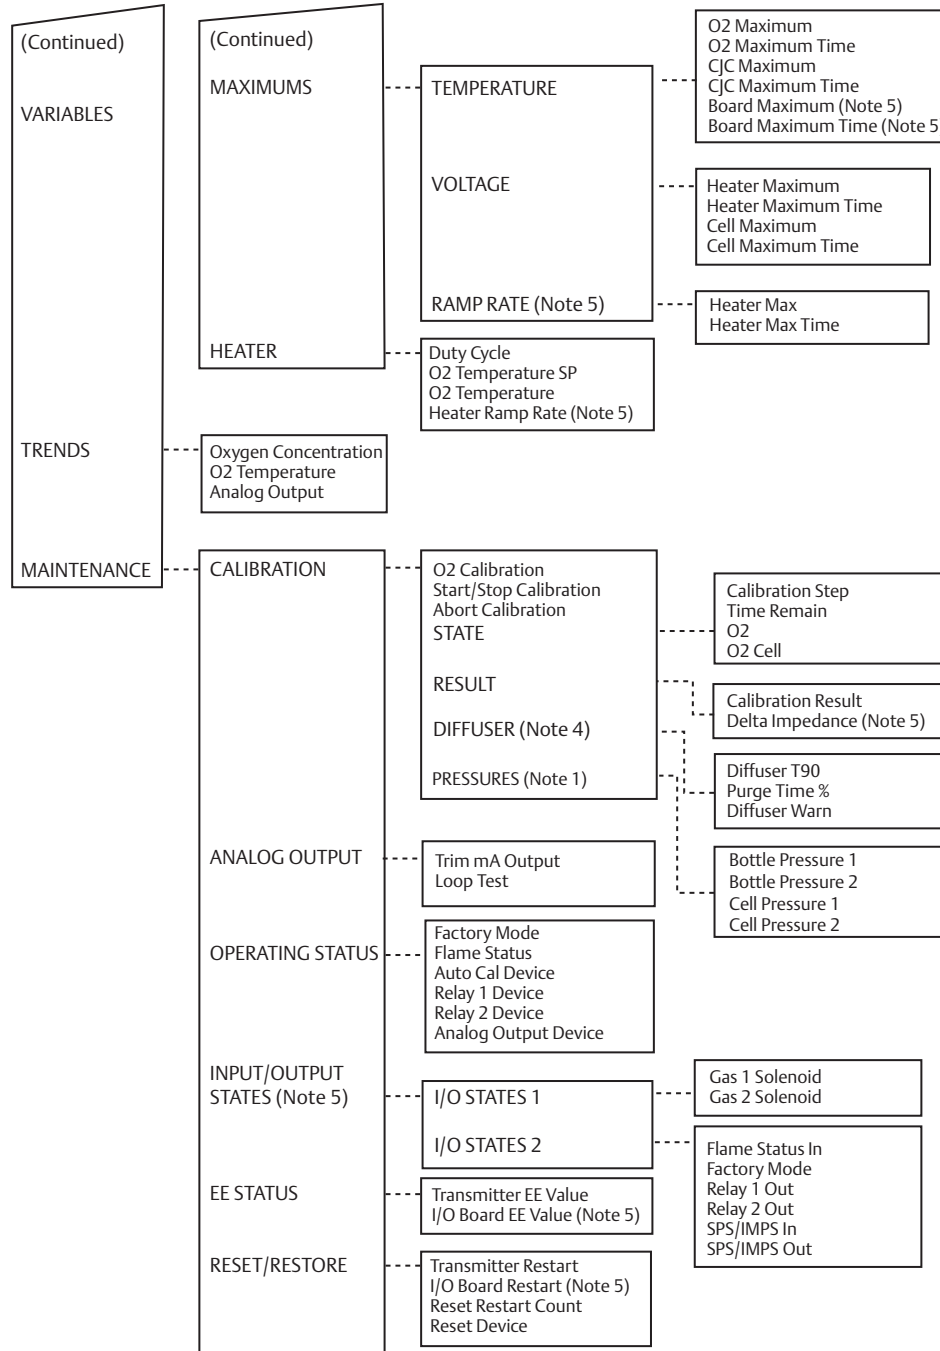 (Continued)
VARIABLES
TRENDS
MAINTENANCE
(Continued)
MAXIMUMS
HEATER
TEMPERATURE
VOLTAGE
RAMP RATE (Note 5)
O2 Maximum
O2 Maximum Time
CJC Maximum
CJC Maximum Time
Board Maximum (Note 5)
Board Maximum Time (Note 5
Heater Maximum
Heater Maximum Time
Cell Maximum
Cell Maximum Time
Heater Max
Heater Max Time
Duty Cycle
O2 Temperature SP
O2 Temperature
Heater Ramp Rate (Note 5)
Oxygen Concentration
O2 Temperature
Analog Output
CALIBRATION
ANALOG OUTPUT
OPERATING STATUS
INPUT/OUTPUT
STATES (Note 5)
EE STATUS
RESET/RESTORE
O2 Calibration
Start/Stop Calibration
Abort Calibration
STATE
RESULT
DIFFUSER (Note 4)
PRESSURES (Note 1)
Calibration Step
Time Remain
O2
O2 Cell
Calibration Result
Delta Impedance (Note 5)
Diffuser T90
Purge Time %
Diffuser Warn
Bottle Pressure 1
Bottle Pressure 2
Cell Pressure 1
Cell Pressure 2
Trim mA Output
Loop Test
Factory Mode
Flame Status
Auto Cal Device
Relay 1 Device
Relay 2 Device
Analog Output Device
I/O STATES 1
I/O STATES 2
Gas 1 Solenoid
Gas 2 Solenoid
Flame Status In
Factory Mode
Relay 1 Out
Relay 2 Out
SPS/IMPS In
SPS/IMPS Out
Transmitter EE Value
I/O Board EE Value (Note 5)
Transmitter Restart
I/O Board Restart (Note 5)
Reset Restart Count
Reset Device